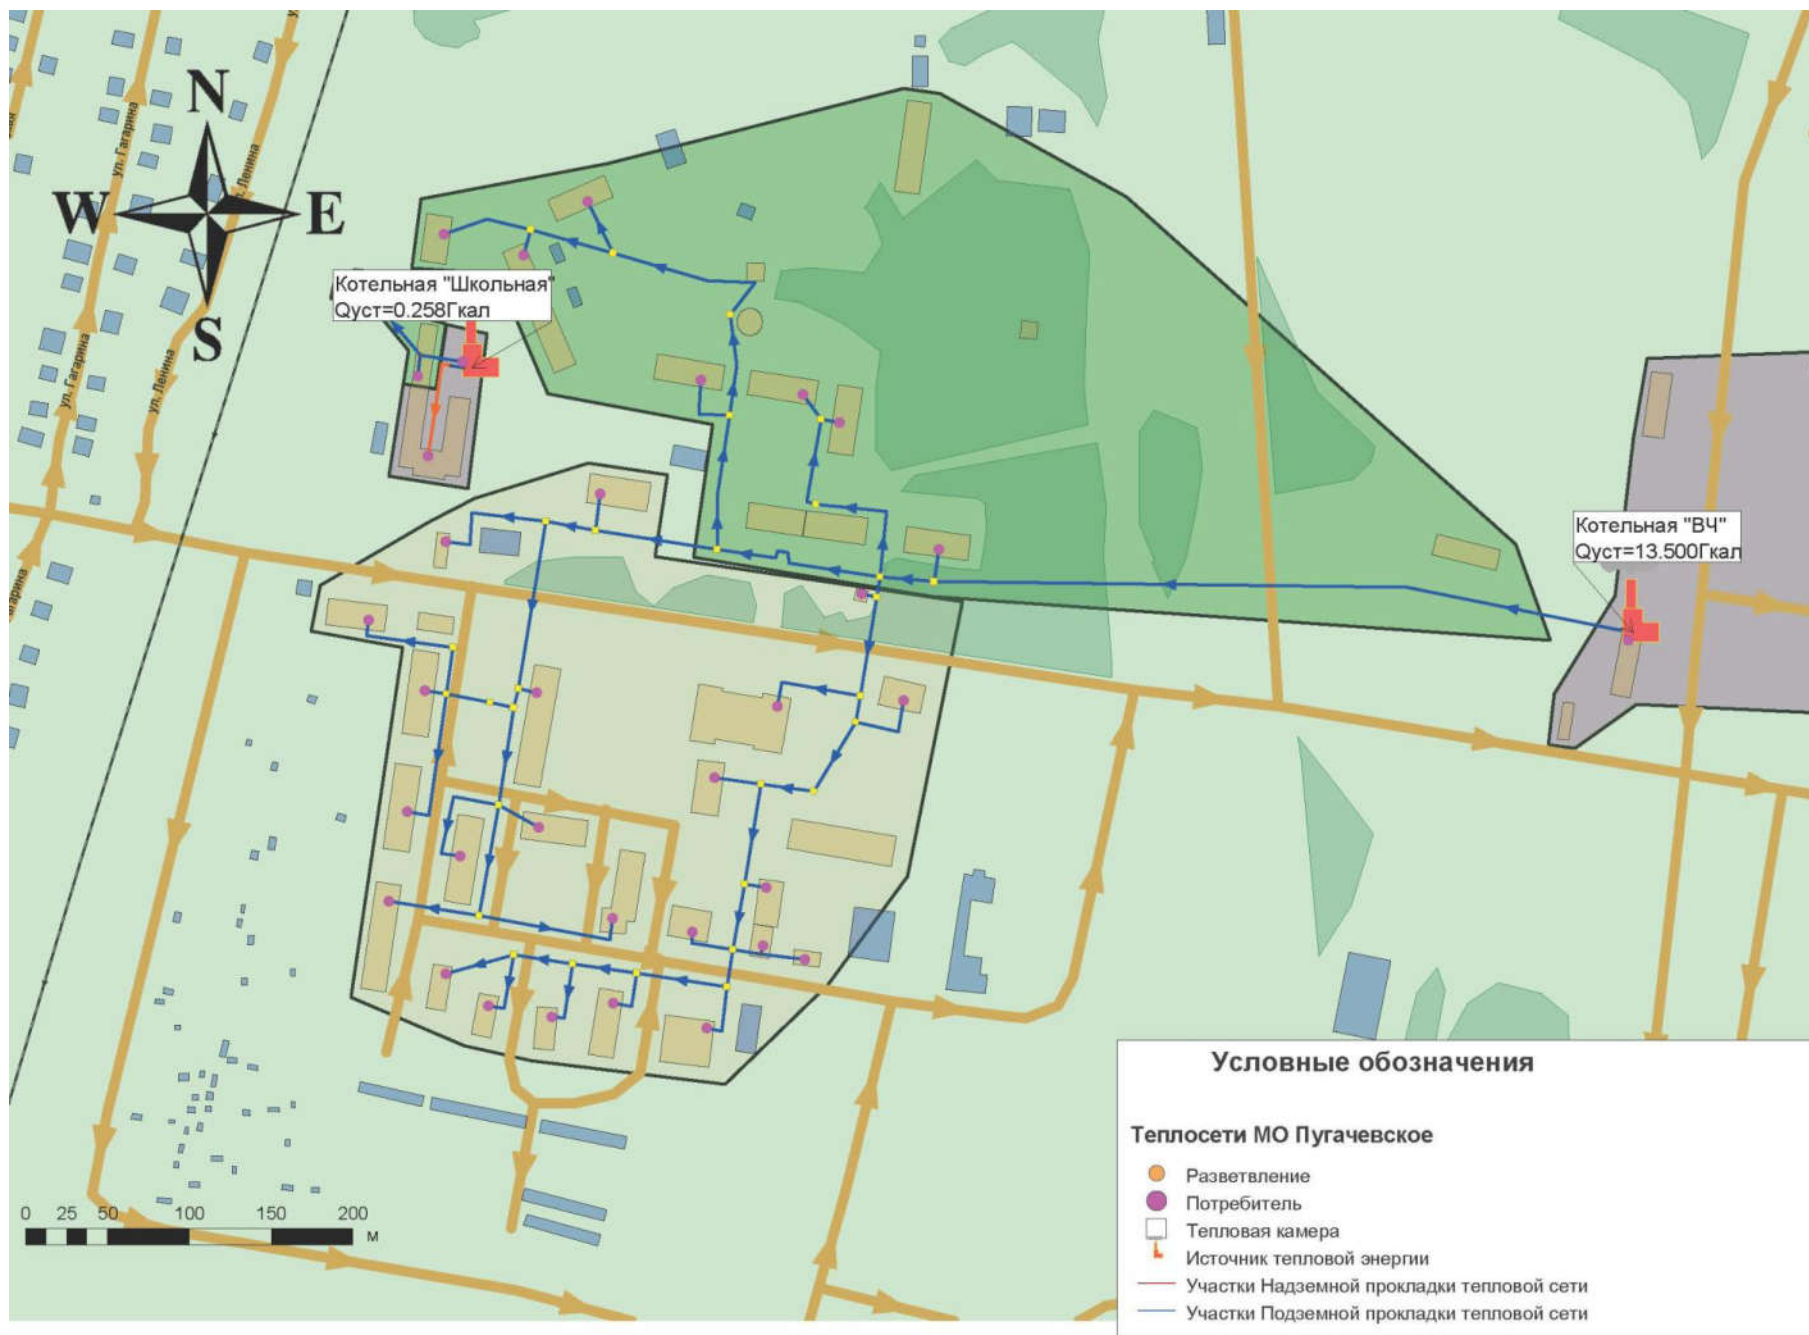 ул. Гагарина
ул. Ленина
N
W
E
S
Котельная "Школьная"
Qуст=0.258Гкал
ул. Гагарина
ул. Ленина
Котельная "ВЧ"
Qуст=13.500Гкал
Условные обозначения
Теплосети МО Пугачевское
Разветвление
Потребитель
Тепловая камера
Источник тепловой энергии
Участки Надземной прокладки тепловой сети
Участки Подземной прокладки тепловой сети
0 25 50 100 150 200
м